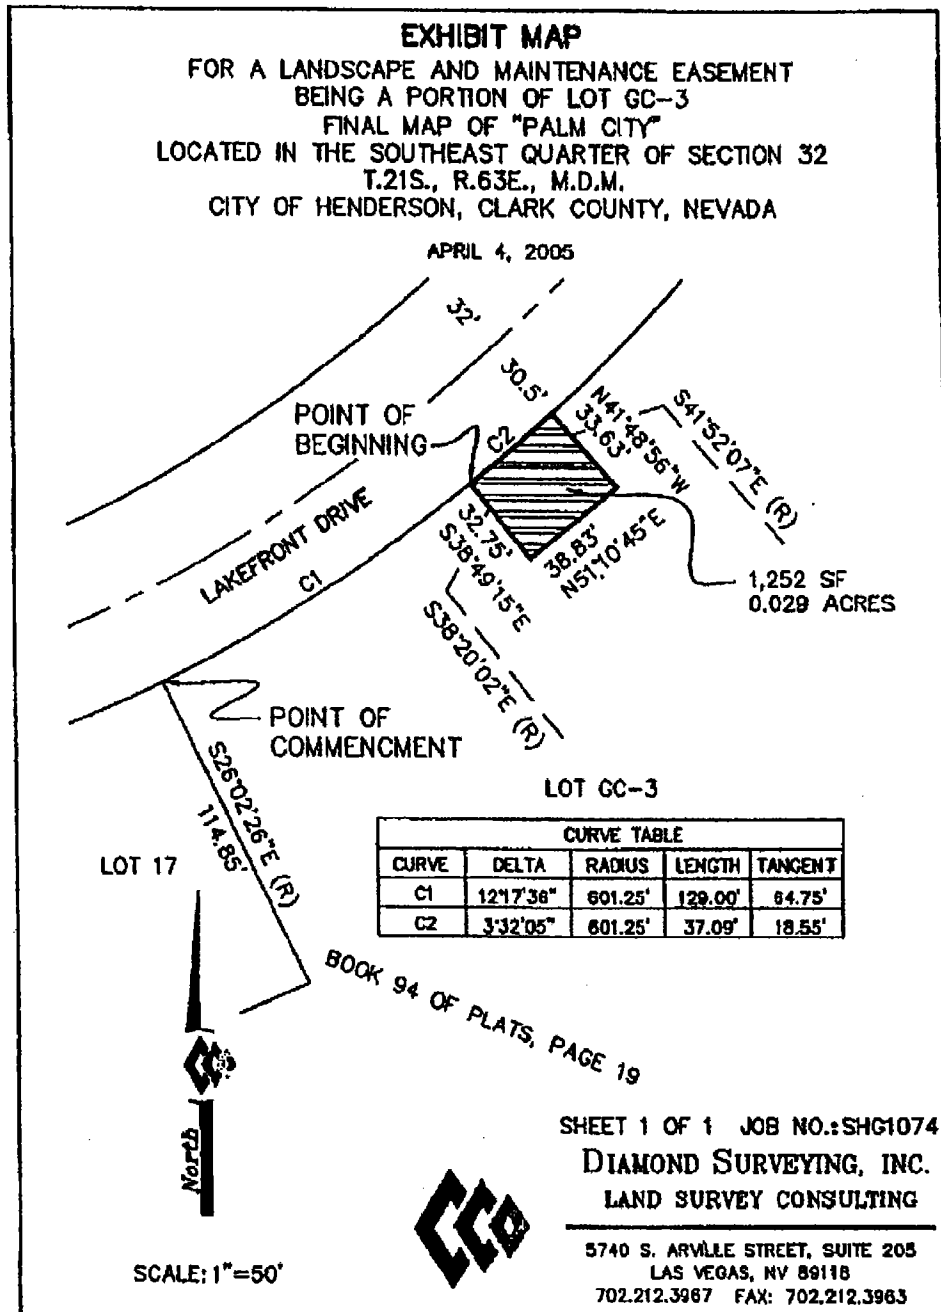 EXHIBIT MAP
FOR A LANDSCAPE AND MAINTENANCE EASEMENT
BEING A PORTION OF LOT GC-3
FINAL MAP OF "PALM CITY"
LOCATED IN THE SOUTHEAST QUARTER OF SECTION 32
T.21S., R.63E., M.D.M.
CITY OF HENDERSON, CLARK COUNTY, NEVADA
APRIL 4, 2005
32'
30.5'
POINT OF
BEGINNING
C2
N41°48'56"W
33.63'
S41°52'07"E (R)
LAKEFRONT DRIVE
C1
32.75'
S38°49'15"E
38.83'
N51°10'45"E
1,252 SF
0.029 ACRES
S38°20'02"E (R)
POINT OF
COMMENCMENT
S26°02'26"E (R)
114.85'
LOT 17
LOT GC-3
CURVE TABLE
CURVE DELTA RADIUS LENGTH TANGENT
C1 12°17'36" 601.25' 129.00' 64.75'
C2 3°32'05" 601.25' 37.09' 18.55'
BOOK 94 OF PLATS, PAGE 19
North
SCALE: 1"=50'
SHEET 1 OF 1 JOB NO.:SHG1074
DIAMOND SURVEYING, INC.
LAND SURVEY CONSULTING
5740 S. ARVILLE STREET, SUITE 205
LAS VEGAS, NV 89118
702.212.3967 FAX: 702.212.3963